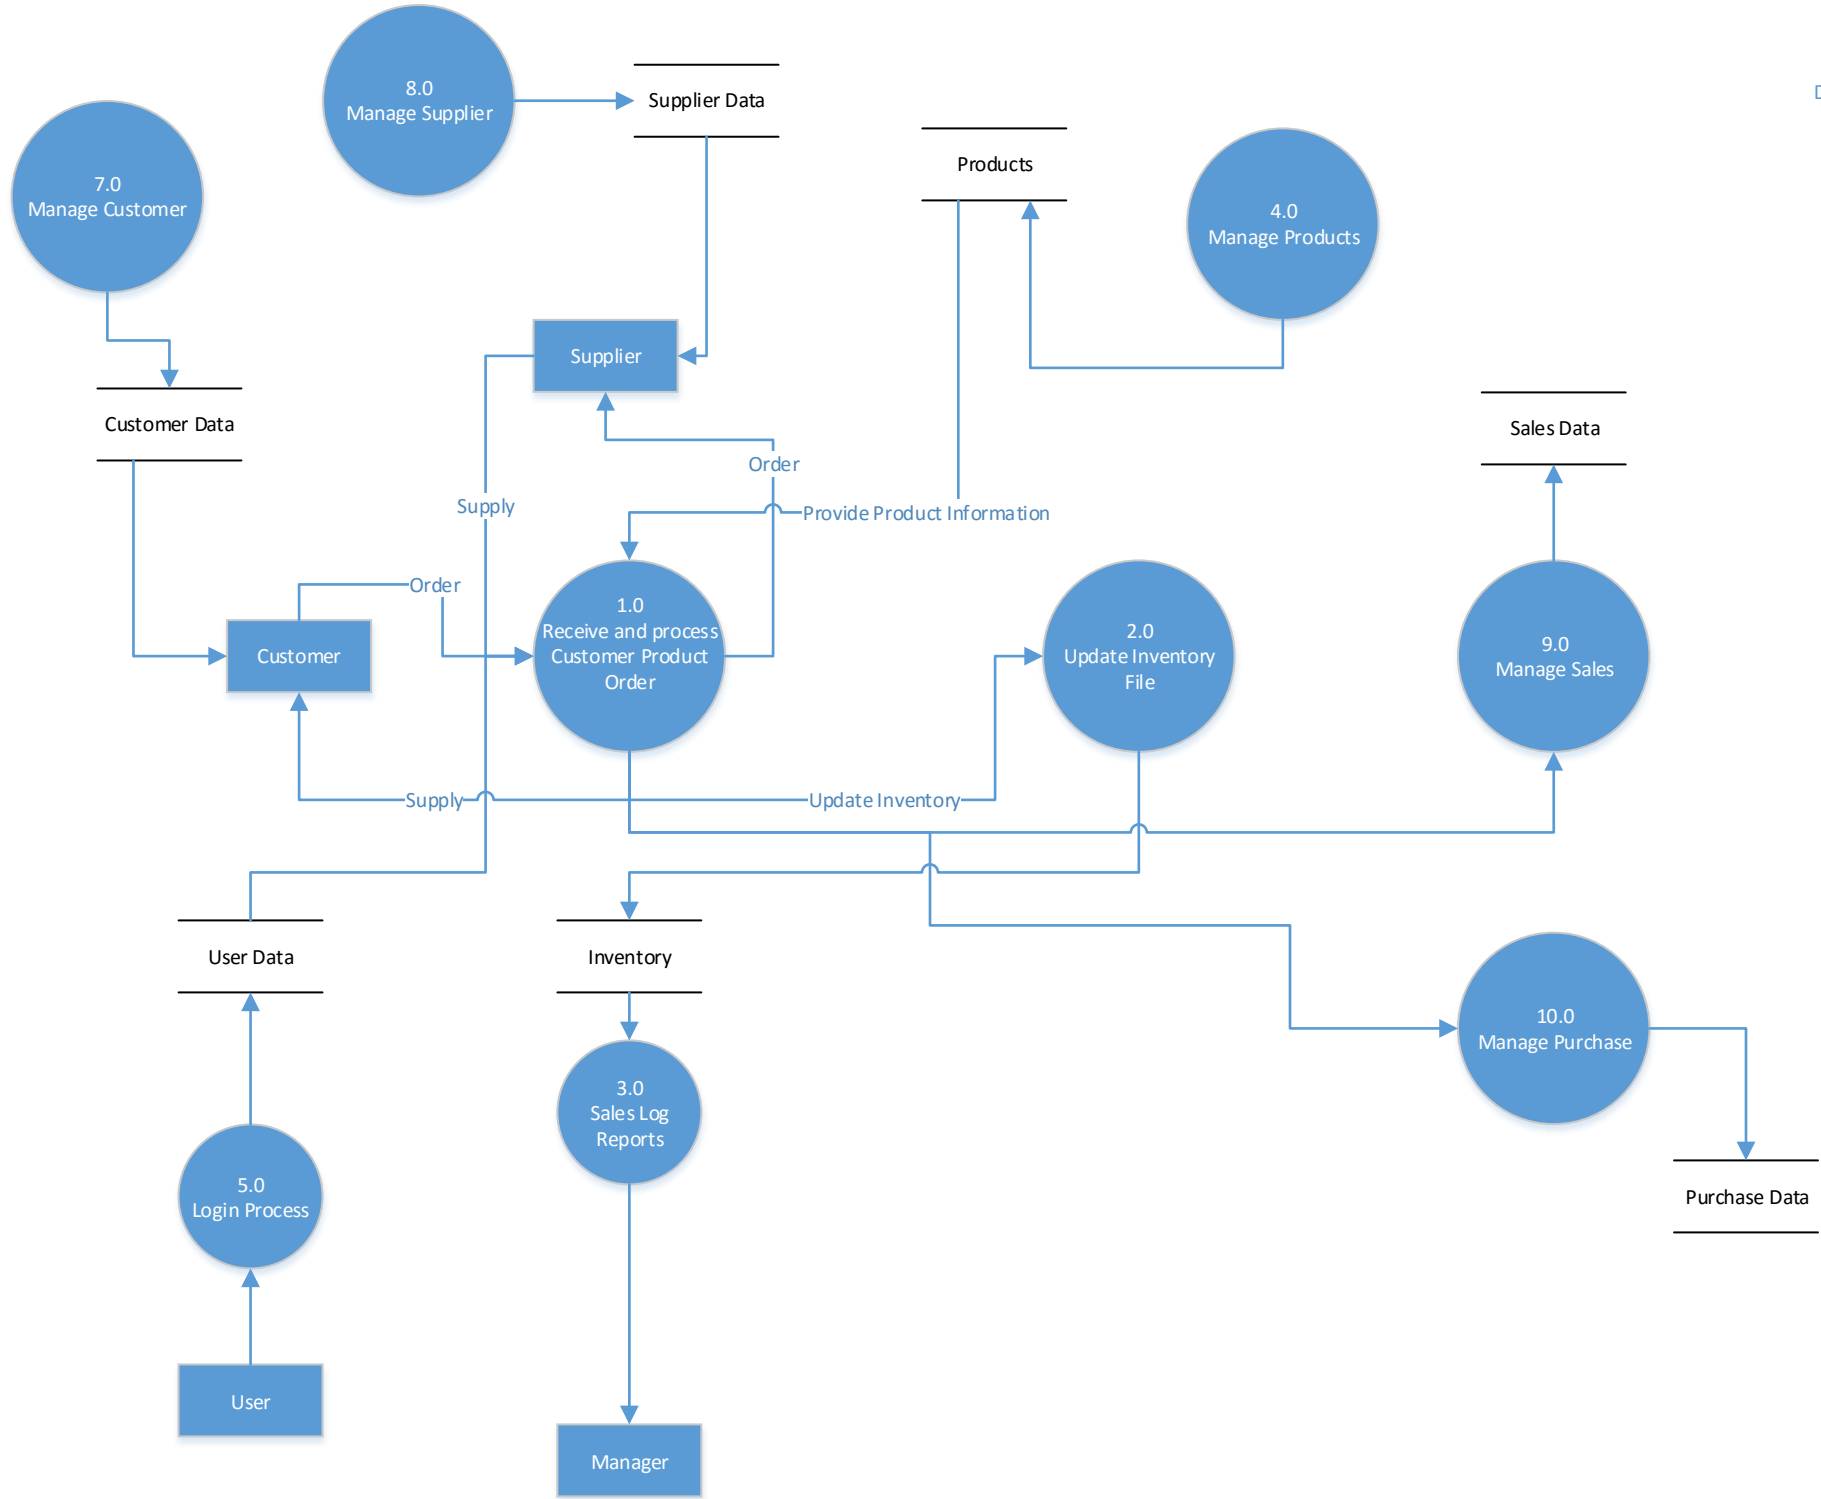 8.0
Manage Supplier
Supplier Data
D
Products
7.0
Manage Customer
4.0
Manage Products
Supplier
Customer Data
Sales Data
Order
Supply
Provide Product Information
Order
1.0
Receive and process
Customer Product
Order
2.0
Update Inventory
File
9.0
Manage Sales
Customer
Supply
Update Inventory
User Data
Inventory
10.0
Manage Purchase
3.0
Sales Log
Reports
5.0
Login Process
Purchase Data
User
Manager